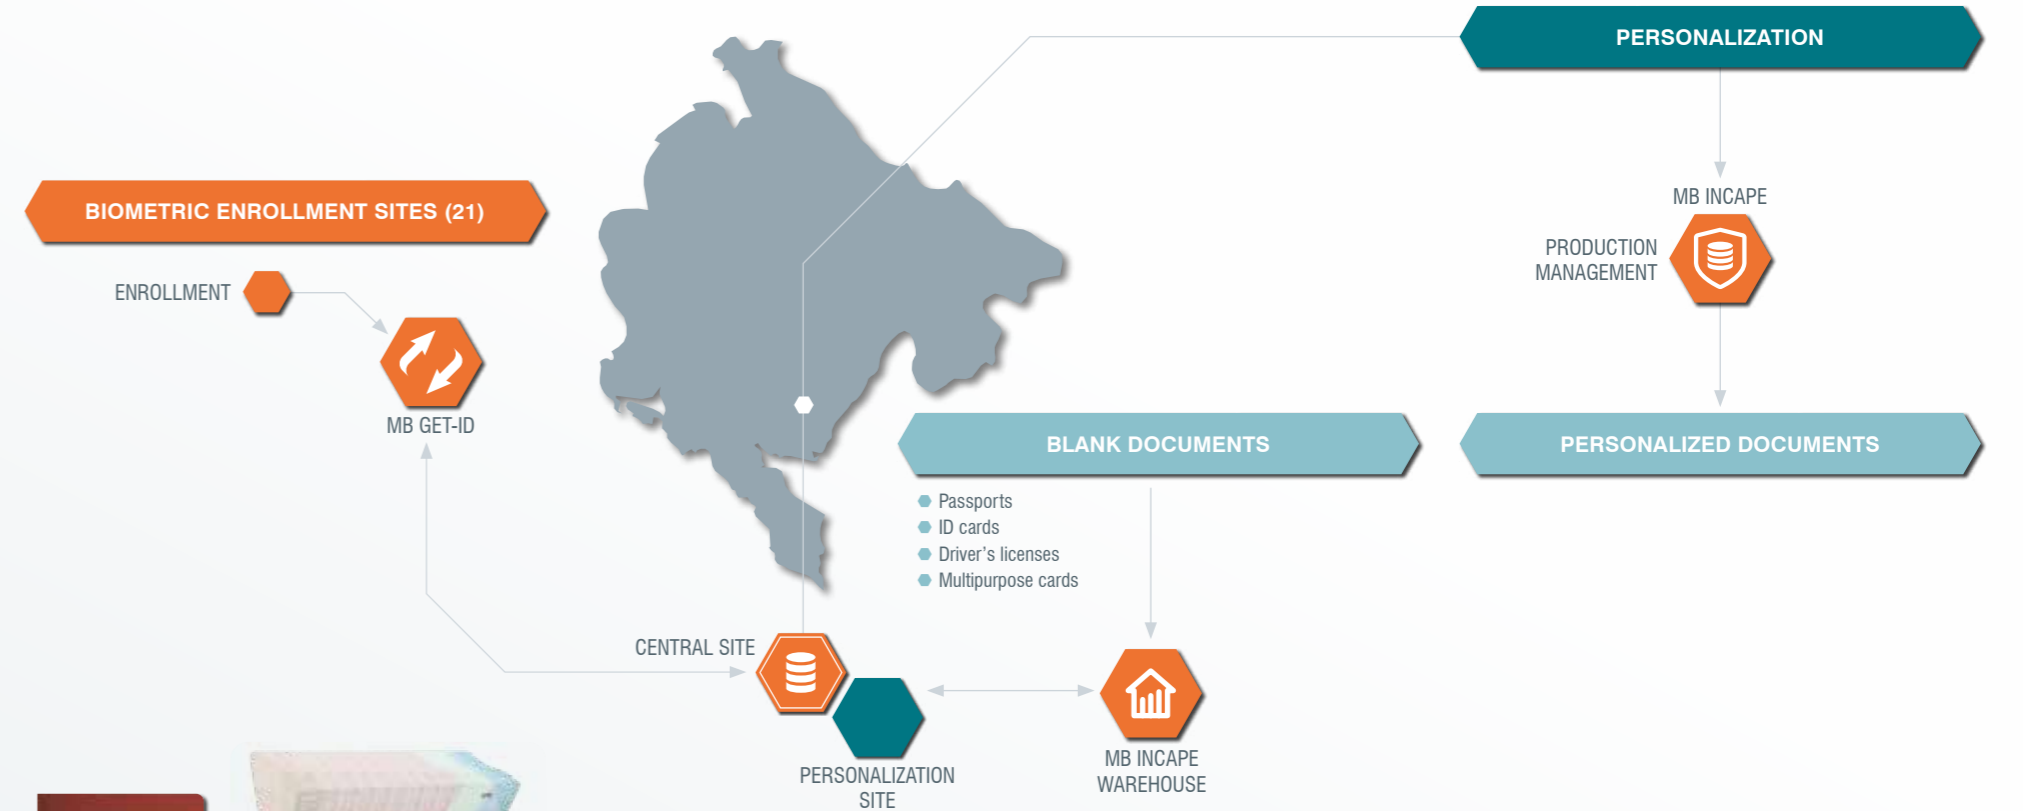 PERSONALIZATION
BIOMETRIC ENROLLMENT SITES (21)
ENROLLMENT
MB GET-ID
MB INCAPE
PRODUCTION
MANAGEMENT
BLANK DOCUMENTS
PERSONALIZED DOCUMENTS
Passports
ID cards
Driver’s licenses
Multipurpose cards
CENTRAL SITE
PERSONALIZATION
SITE
MB INCAPE
WAREHOUSE